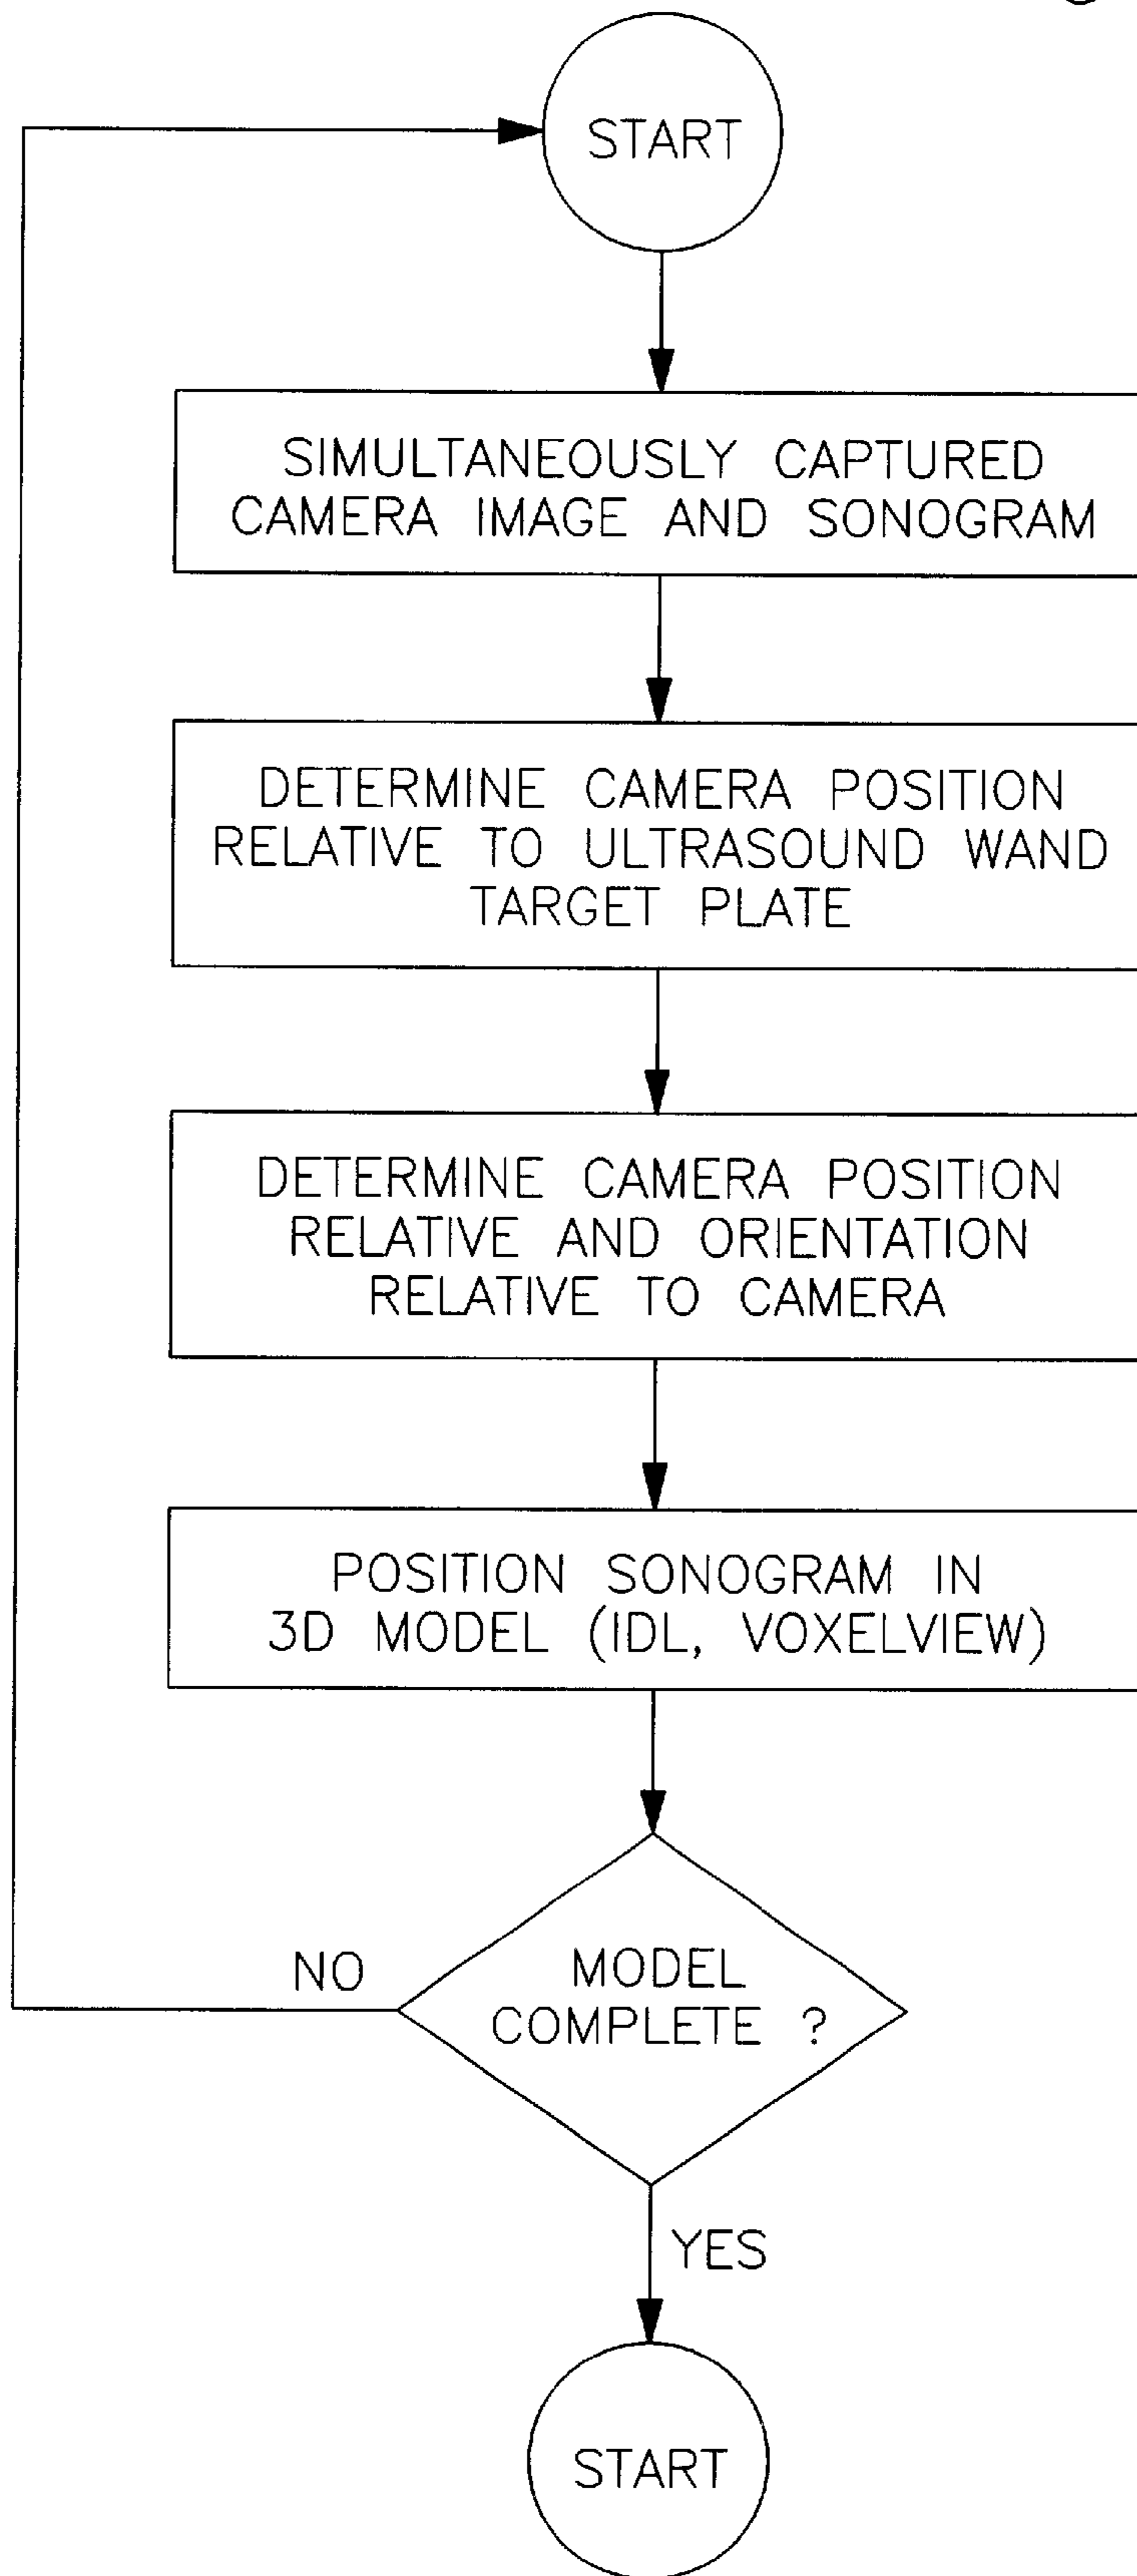 START
SIMULTANEOUSLY CAPTURED
CAMERA IMAGE AND SONOGRAM
DETERMINE CAMERA POSITION
RELATIVE TO ULTRASOUND WAND
TARGET PLATE
DETERMINE CAMERA POSITION
RELATIVE AND ORIENTATION
RELATIVE TO CAMERA
POSITION SONOGRAM IN
3D MODEL (IDL, VOXELVIEW)
NO
MODEL
COMPLETE ?
YES
START